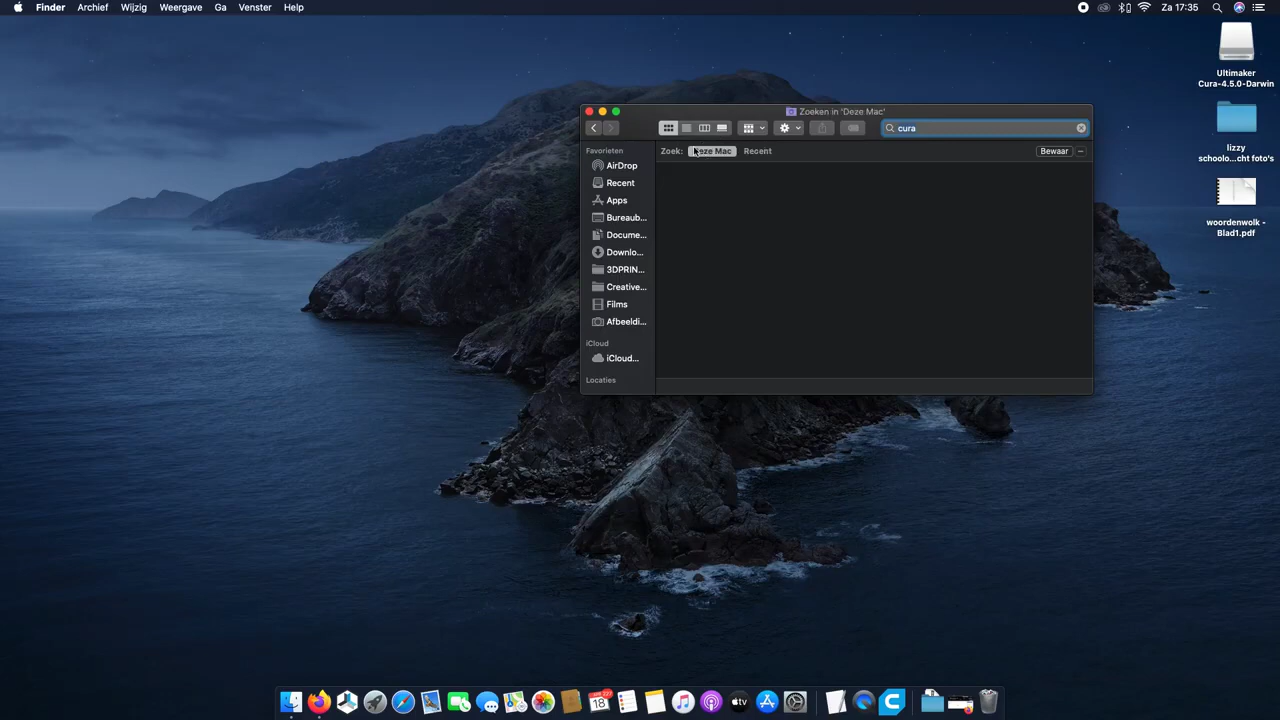 Finder Archief Wijzig Weergave Ga Venster Help
Za 17:35
Ultimaker
Cura-4.5.0-Darwin
lizzy
schoolo...cht foto's
woordenwolk -
Blad1.pdf
Zoeken in 'Deze Mac'
cura
Zoek: Deze Mac Recent
Bewaar
Favorieten
AirDrop
Recent
Apps
Bureaub...
Docume...
Downlo...
3DPRIN...
Creative...
Films
Afbeeldi...
iCloud
iCloud...
Locaties
18